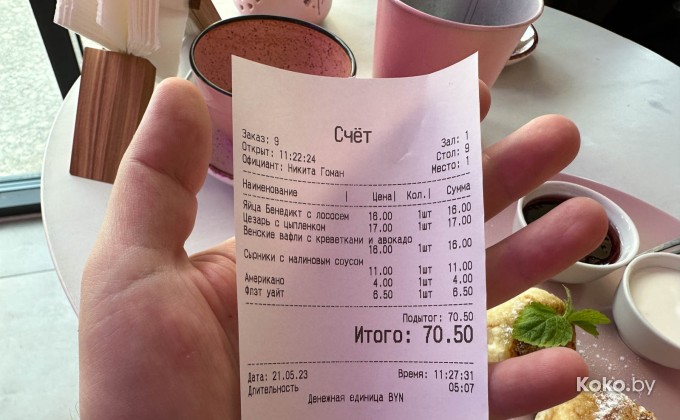 Счёт
Заказ: 9 Зал: 1
Открыт: 11:22:24 Стол: 9
Официант: Никита Гоман Место: 1
Наименование | Цена| Кол.| Сумма
Яйца Бенедикт с лососем 16.00 1шт 16.00
Цезарь с цыпленком 17.00 1шт 17.00
Венские вафли с креветками и авокадо
16.00 1шт 16.00
Сырники с малиновым соусом
11.00 1шт 11.00
Американо 4.00 1шт 4.00
Флэт уайт 6.50 1шт 6.50
Подытог: 70.50
Итого: 70.50
Дата: 21.05.23 Время: 11:27:31
Длительность 05:07
Денежная единица BYN
Koko.by